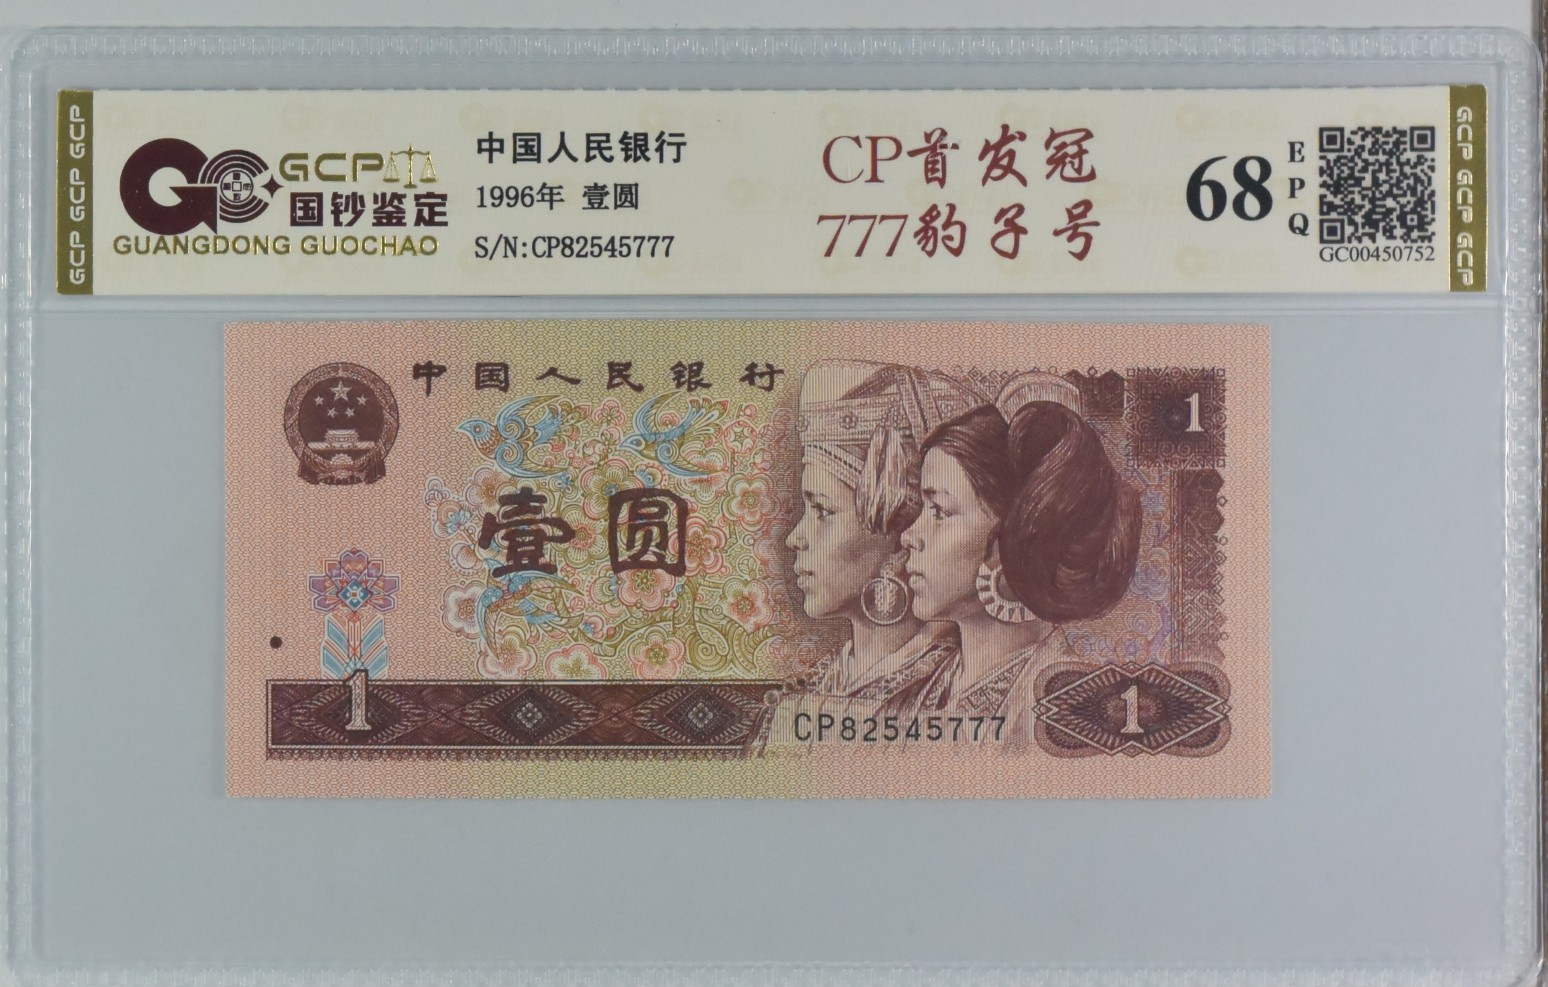 GCP GCP GCP
GCP
国钞鉴定
GUANGDONG GUOCHAO
中国人民银行
1996年 壹圆
S/N:CP82545777
CP首发冠
777豹子号
68
E
P
Q
GC00450752
GCP GCP GCP
中国人民银行
1
壹圆
1
CP82545777
1